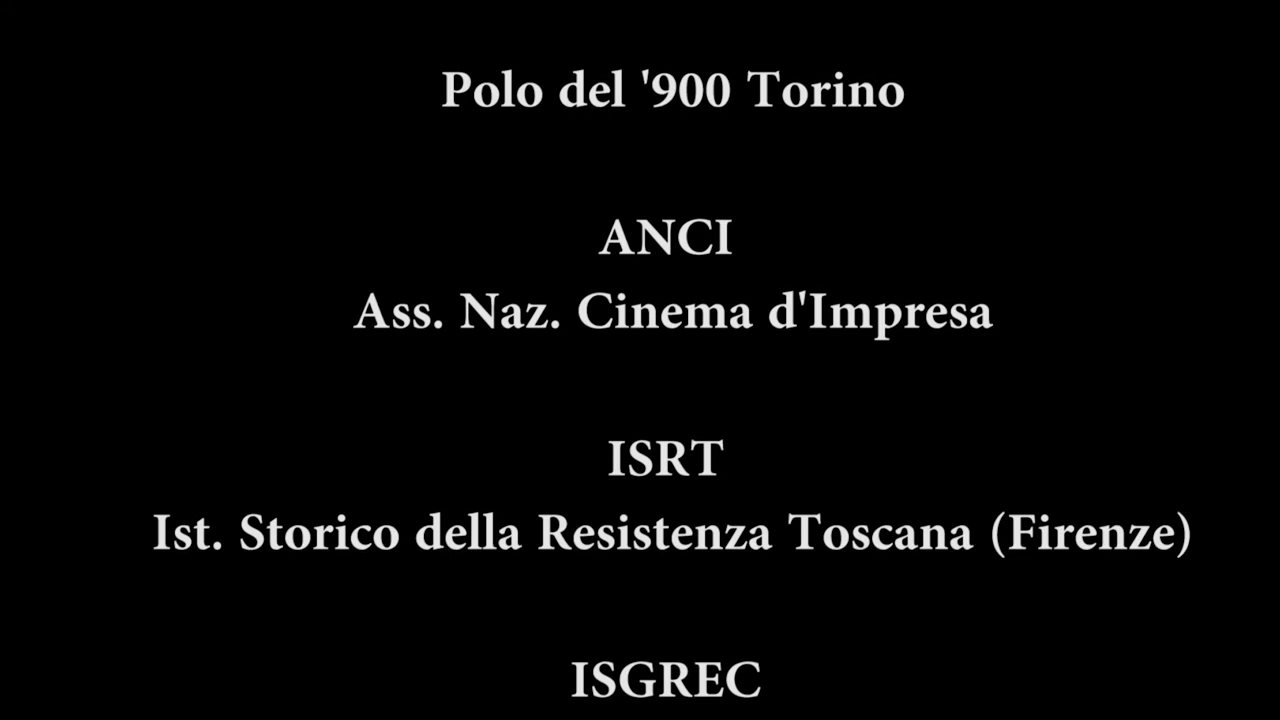 Polo del '900 Torino
ANCI
Ass. Naz. Cinema d'Impresa
ISRT
Ist. Storico della Resistenza Toscana (Firenze)
ISGREC